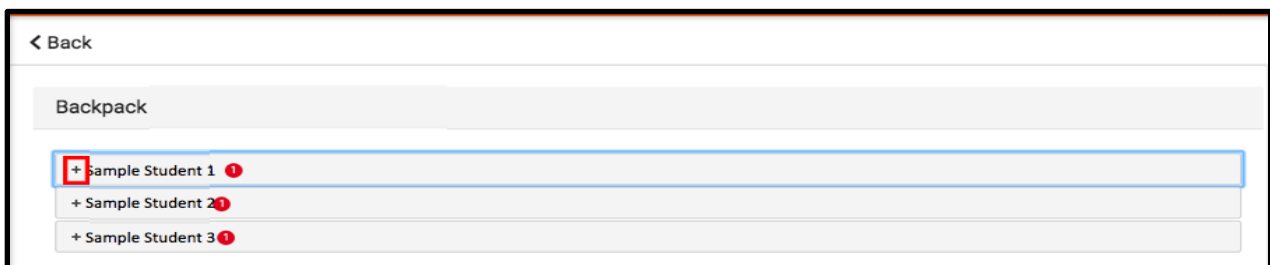 Back
Backpack
+ Sample Student 1 1
+ Sample Student 2 1
+ Sample Student 3 1